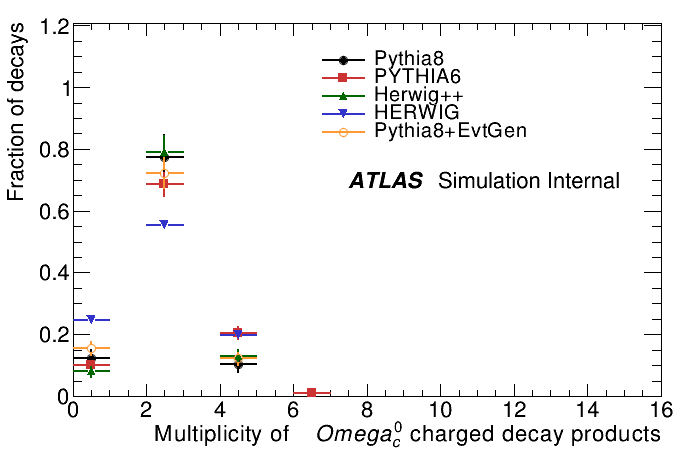 Fraction of decays
1.2
1
0.8
0.6
0.4
0.2
0
Pythia8
PYTHIA6
Herwig++
HERWIG
Pythia8+EvtGen
ATLAS Simulation Internal
0 2 4 6 8 10 12 14 16
Multiplicity of Omega_c^0 charged decay products